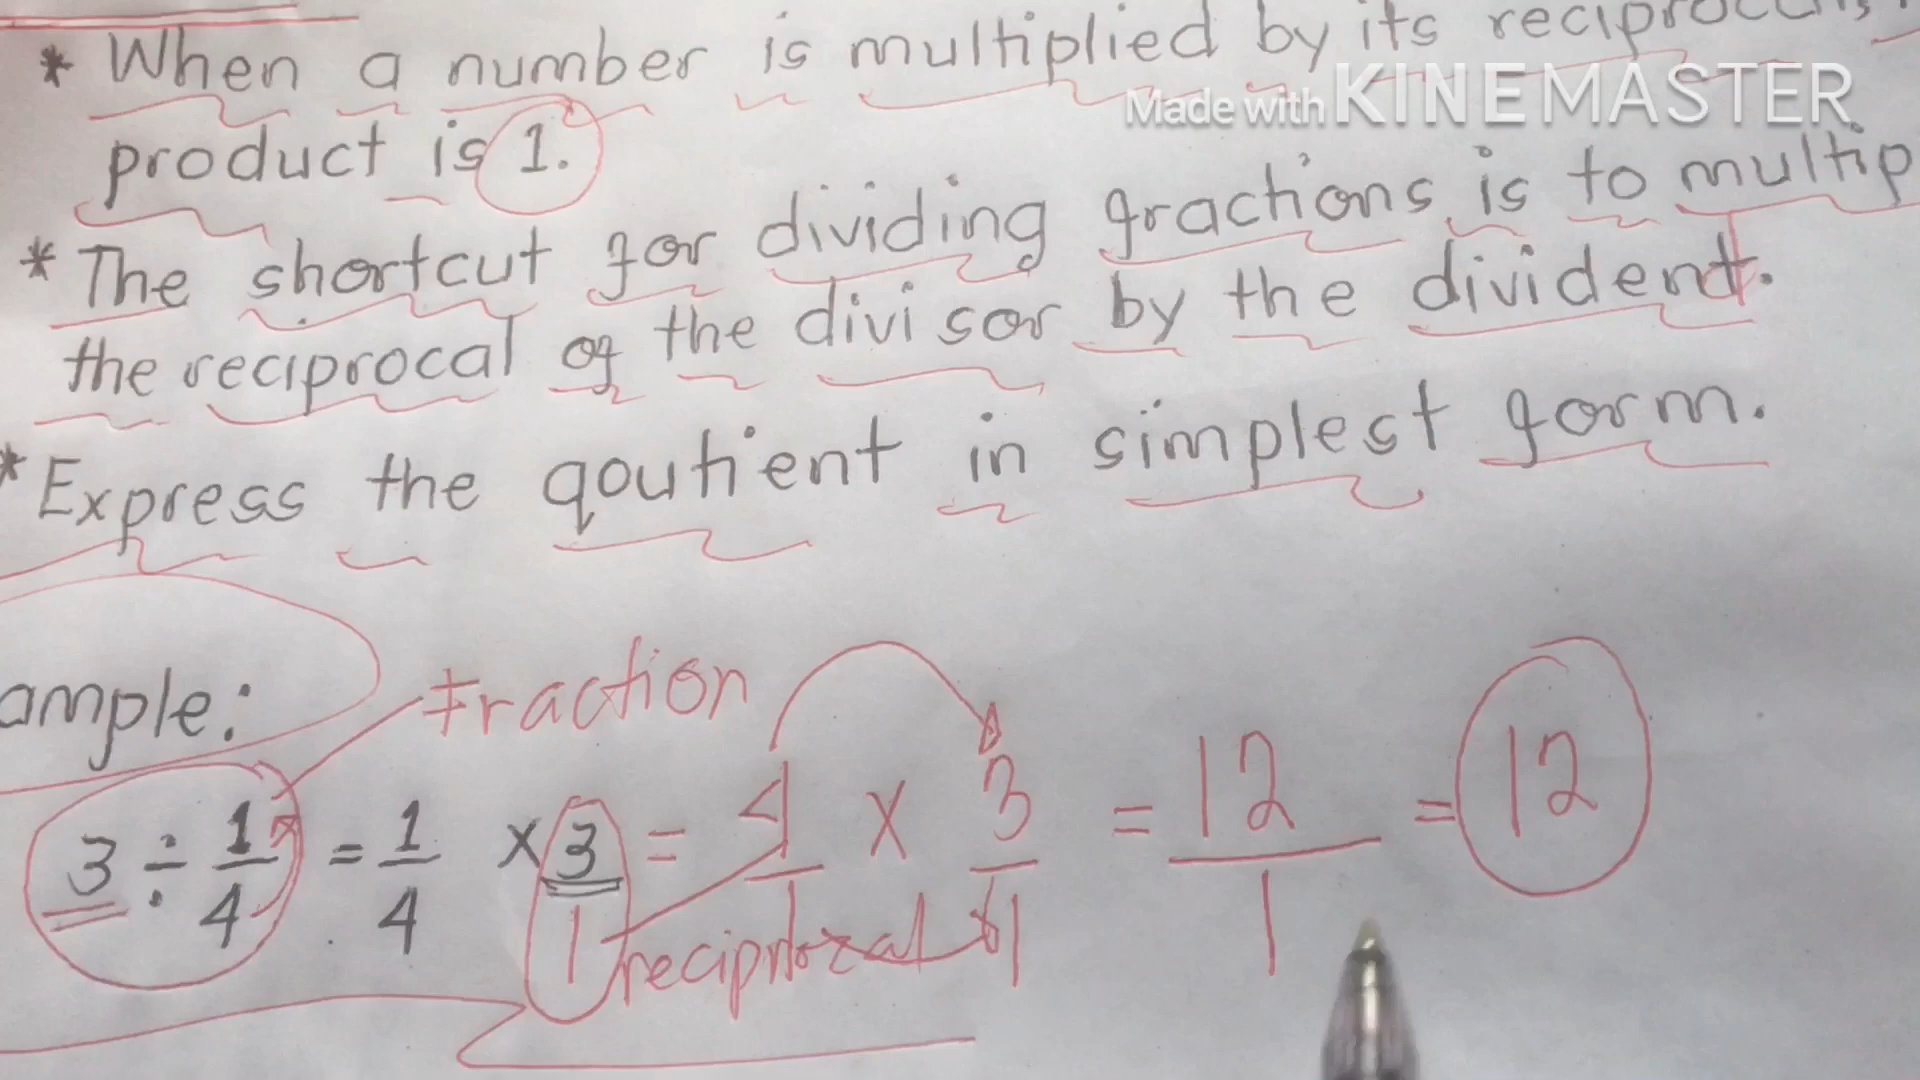 * When a number is multiplied by its reciprocal,
Made with KINEMASTER
product is 1.
* The shortcut for dividing fractions is to multip
the reciprocal of the divisor by the divident.
* Express the qoutient in simplest form.
ample: Fraction
3 ÷ 1/4 = 1/4 × 3/1 = 4/1 × 3/1 = 12/1 = 12
reciprocal